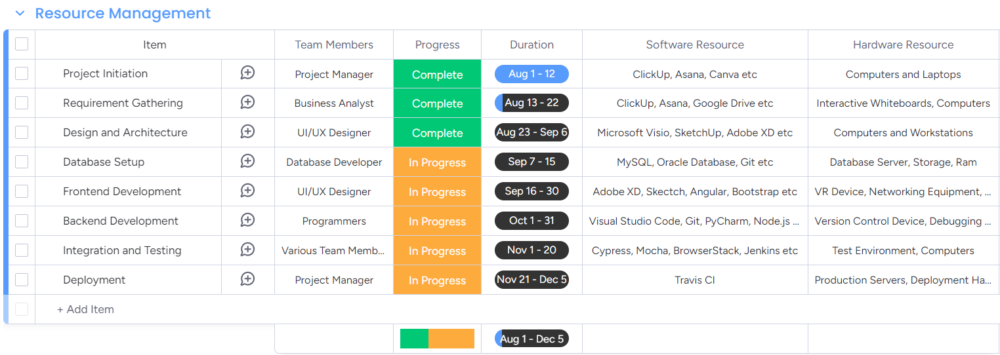 Resource Management
Item Team Members Progress Duration Software Resource Hardware Resource
Project Initiation Project Manager Complete Aug 1 - 12 ClickUp, Asana, Canva etc Computers and Laptops
Requirement Gathering Business Analyst Complete Aug 13 - 22 ClickUp, Asana, Google Drive etc Interactive Whiteboards, Computers
Design and Architecture UI/UX Designer Complete Aug 23 - Sep 6 Microsoft Visio, SketchUp, Adobe XD etc Computers and Workstations
Database Setup Database Developer In Progress Sep 7 - 15 MySQL, Oracle Database, Git etc Database Server, Storage, Ram
Frontend Development UI/UX Designer In Progress Sep 16 - 30 Adobe XD, Skectch, Angular, Bootstrap etc VR Device, Networking Equipment, ...
Backend Development Programmers In Progress Oct 1 - 31 Visual Studio Code, Git, PyCharm, Node.js ... Version Control Device, Debugging ...
Integration and Testing Various Team Memb... In Progress Nov 1 - 20 Cypress, Mocha, BrowserStack, Jenkins etc Test Environment, Computers
Deployment Project Manager In Progress Nov 21 - Dec 5 Travis CI Production Servers, Deployment Ha...
+ Add Item
Aug 1 - Dec 5